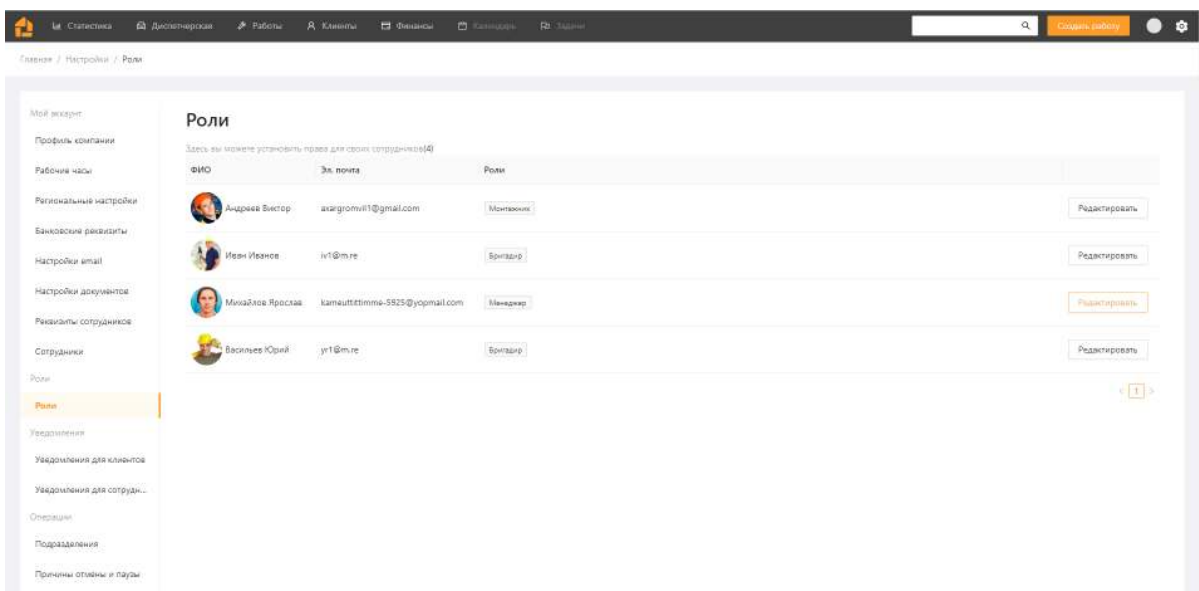 Статистика Диспетчерская Работы Клиенты Финансы Календарь Задачи Создать работу
Главная / Настройки / Роли
Мой аккаунт
Профиль компании
Рабочие часы
Региональные настройки
Банковские реквизиты
Настройки email
Настройки документов
Реквизиты сотрудников
Сотрудники
Роли
Роли
Уведомления
Уведомления для клиентов
Уведомления для сотрудн...
Операции
Подразделения
Причины отмены и паузы
Роли
Здесь вы можете установить права для своих сотрудников(4)
ФИО Эл. почта Роли
Андреев Виктор axargromvil1@gmail.com Монтажник Редактировать
Иван Иванов iv1@m.re Бригадир Редактировать
Михайлов Ярослав kameuttittimme-5925@yopmail.com Менеджер Редактировать
Васильев Юрий yr1@m.re Бригадир Редактировать
< 1 >